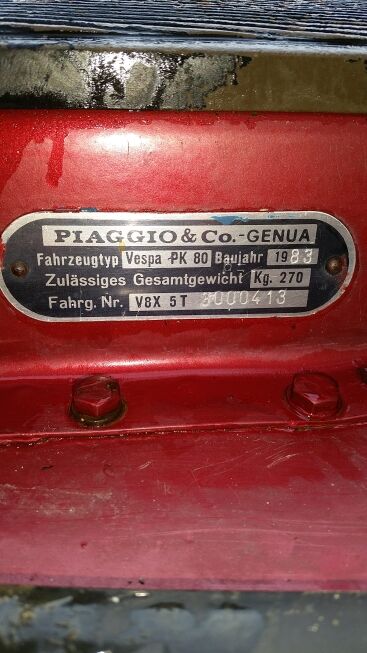 PIAGGIO & Co.-GENUA
Fahrzeugtyp Vespa PK 80 Baujahr 1983
Zulässiges Gesamtgewicht Kg. 270
Fahrg. Nr. V8X 5T 3000413